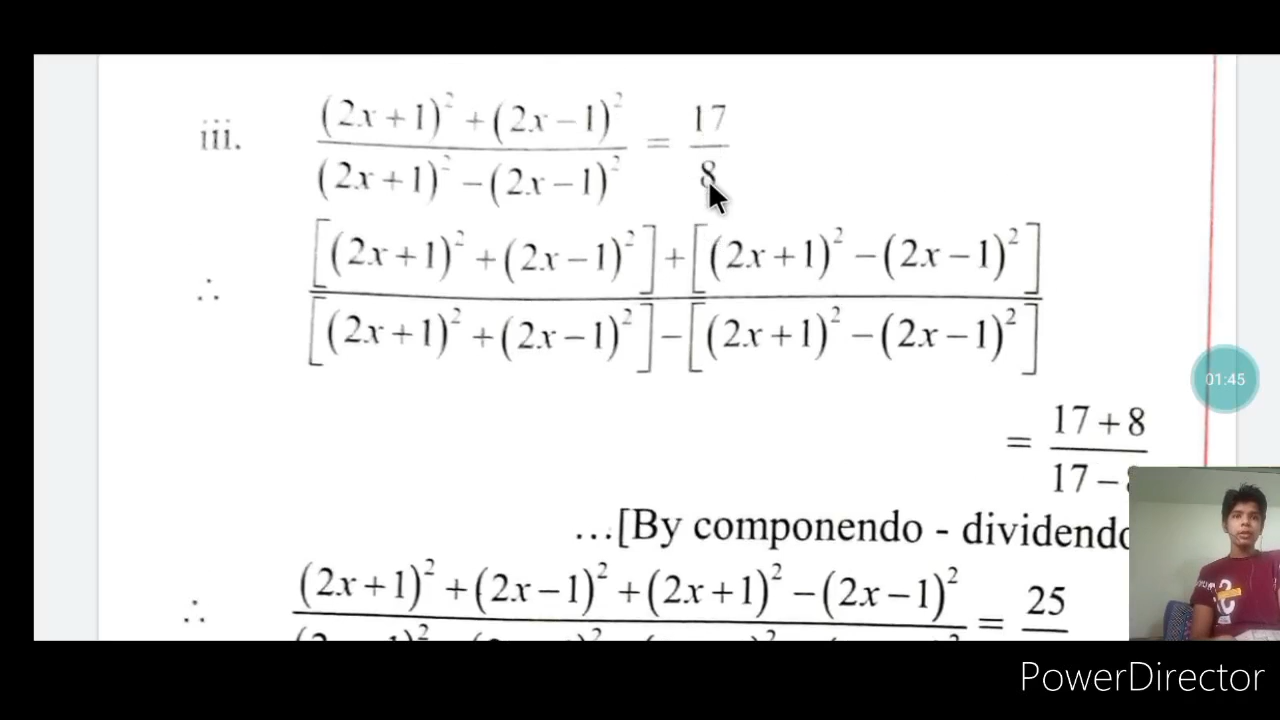 iii. ((2x+1)² + (2x−1)²) / ((2x+1)² − (2x−1)²) = 17/8
∴ ([(2x+1)² + (2x−1)²] + [(2x+1)² − (2x−1)²]) / ([(2x+1)² + (2x−1)²] − [(2x+1)² − (2x−1)²])
01:45
= (17+8) / (17−
...[By componendo - dividend
∴ (2x+1)² + (2x−1)² + (2x+1)² − (2x−1)² = 25
PowerDirector